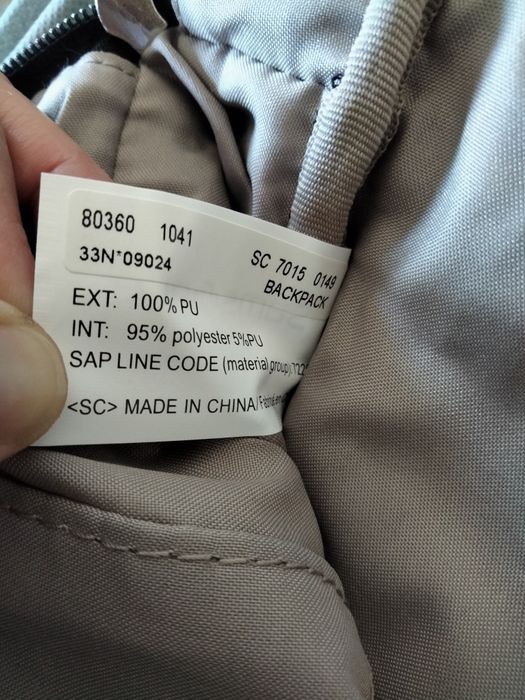 80360 1041 SC 7015 0149
33N*09024 BACKPACK
EXT: 100% PU
INT: 95% polyester 5%PU
SAP LINE CODE (material group)
<SC> MADE IN CHINA/